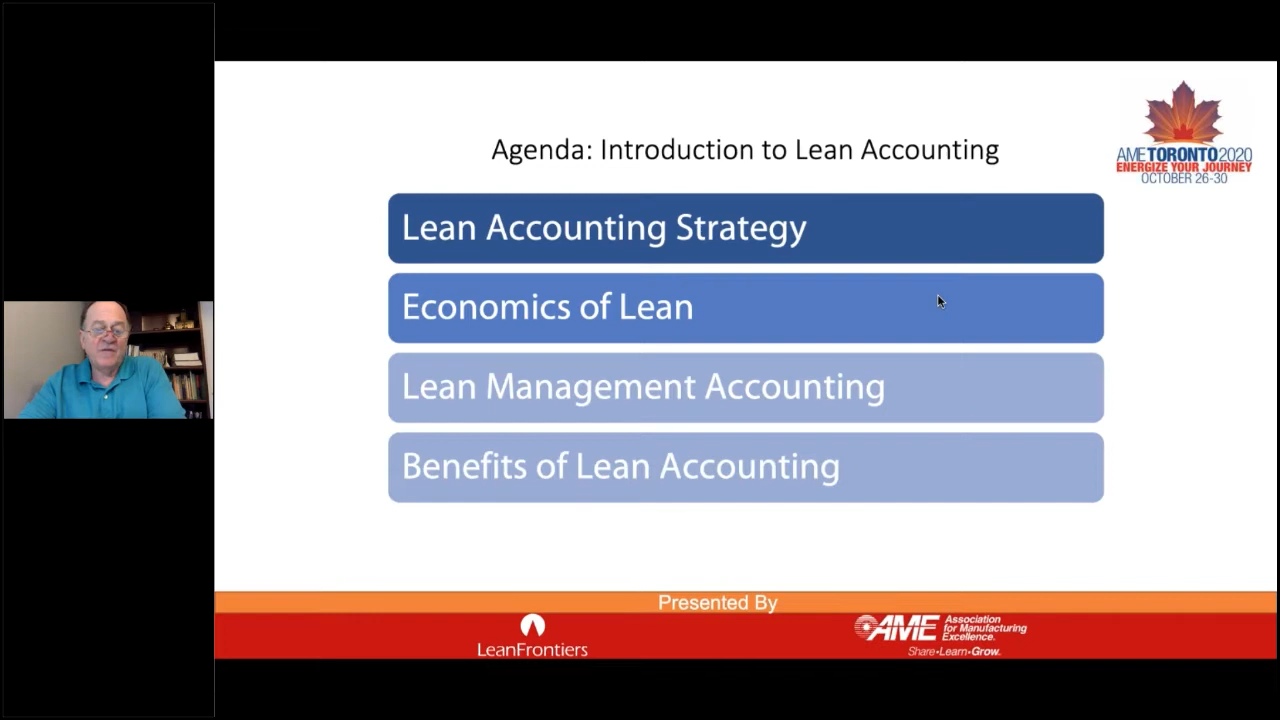 Agenda: Introduction to Lean Accounting
AMETORONTO2020
ENERGIZE YOUR JOURNEY
OCTOBER 26-30
Lean Accounting Strategy
Economics of Lean
Lean Management Accounting
Benefits of Lean Accounting
Presented By
LeanFrontiers
AME Association
for Manufacturing
Excellence.
Share•Learn•Grow.